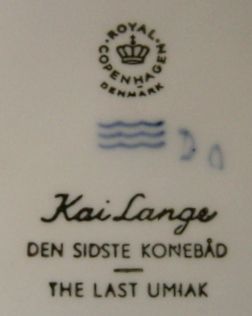 ROYAL
COPENHAGEN
DENMARK
Kai Lange
DEN SIDSTE KONEBÅD
THE LAST UMIAK